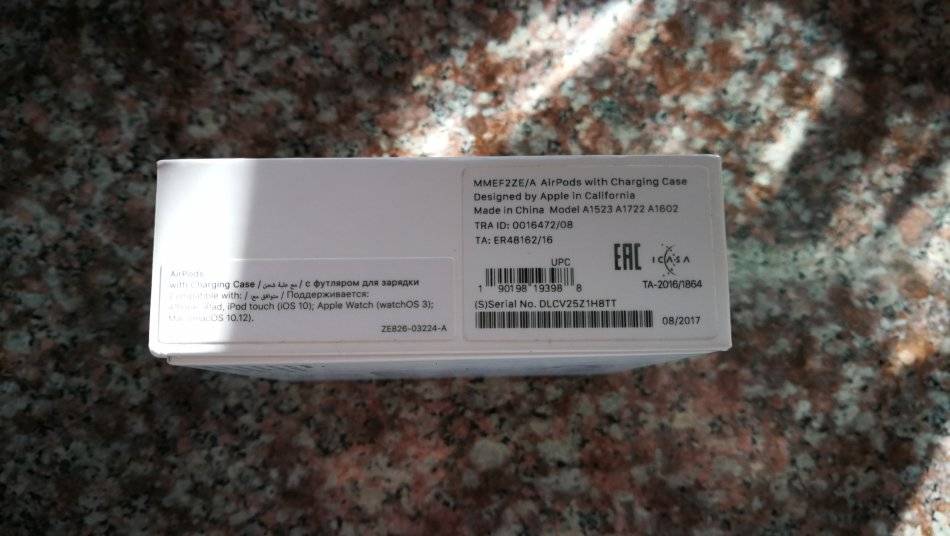 MMEF2ZE/A AirPods with Charging Case
Designed by Apple in California
Made in China Model A1523 A1722 A1602
TRA ID: 0016472/08
TA: ER48162/16
EAC
ICASA
TA-2016/1864
UPC
1 90198 19398 8
(S)Serial No. DLCV25Z1H8TT
08/2017
AirPods
with Charging Case / مع علبة شحن / с футляром для зарядки
Compatible with: / متوافق مع: / Поддерживается:
iPhone, iPad, iPod touch (iOS 10); Apple Watch (watchOS 3);
Mac (macOS 10.12).
ZE826-03224-A